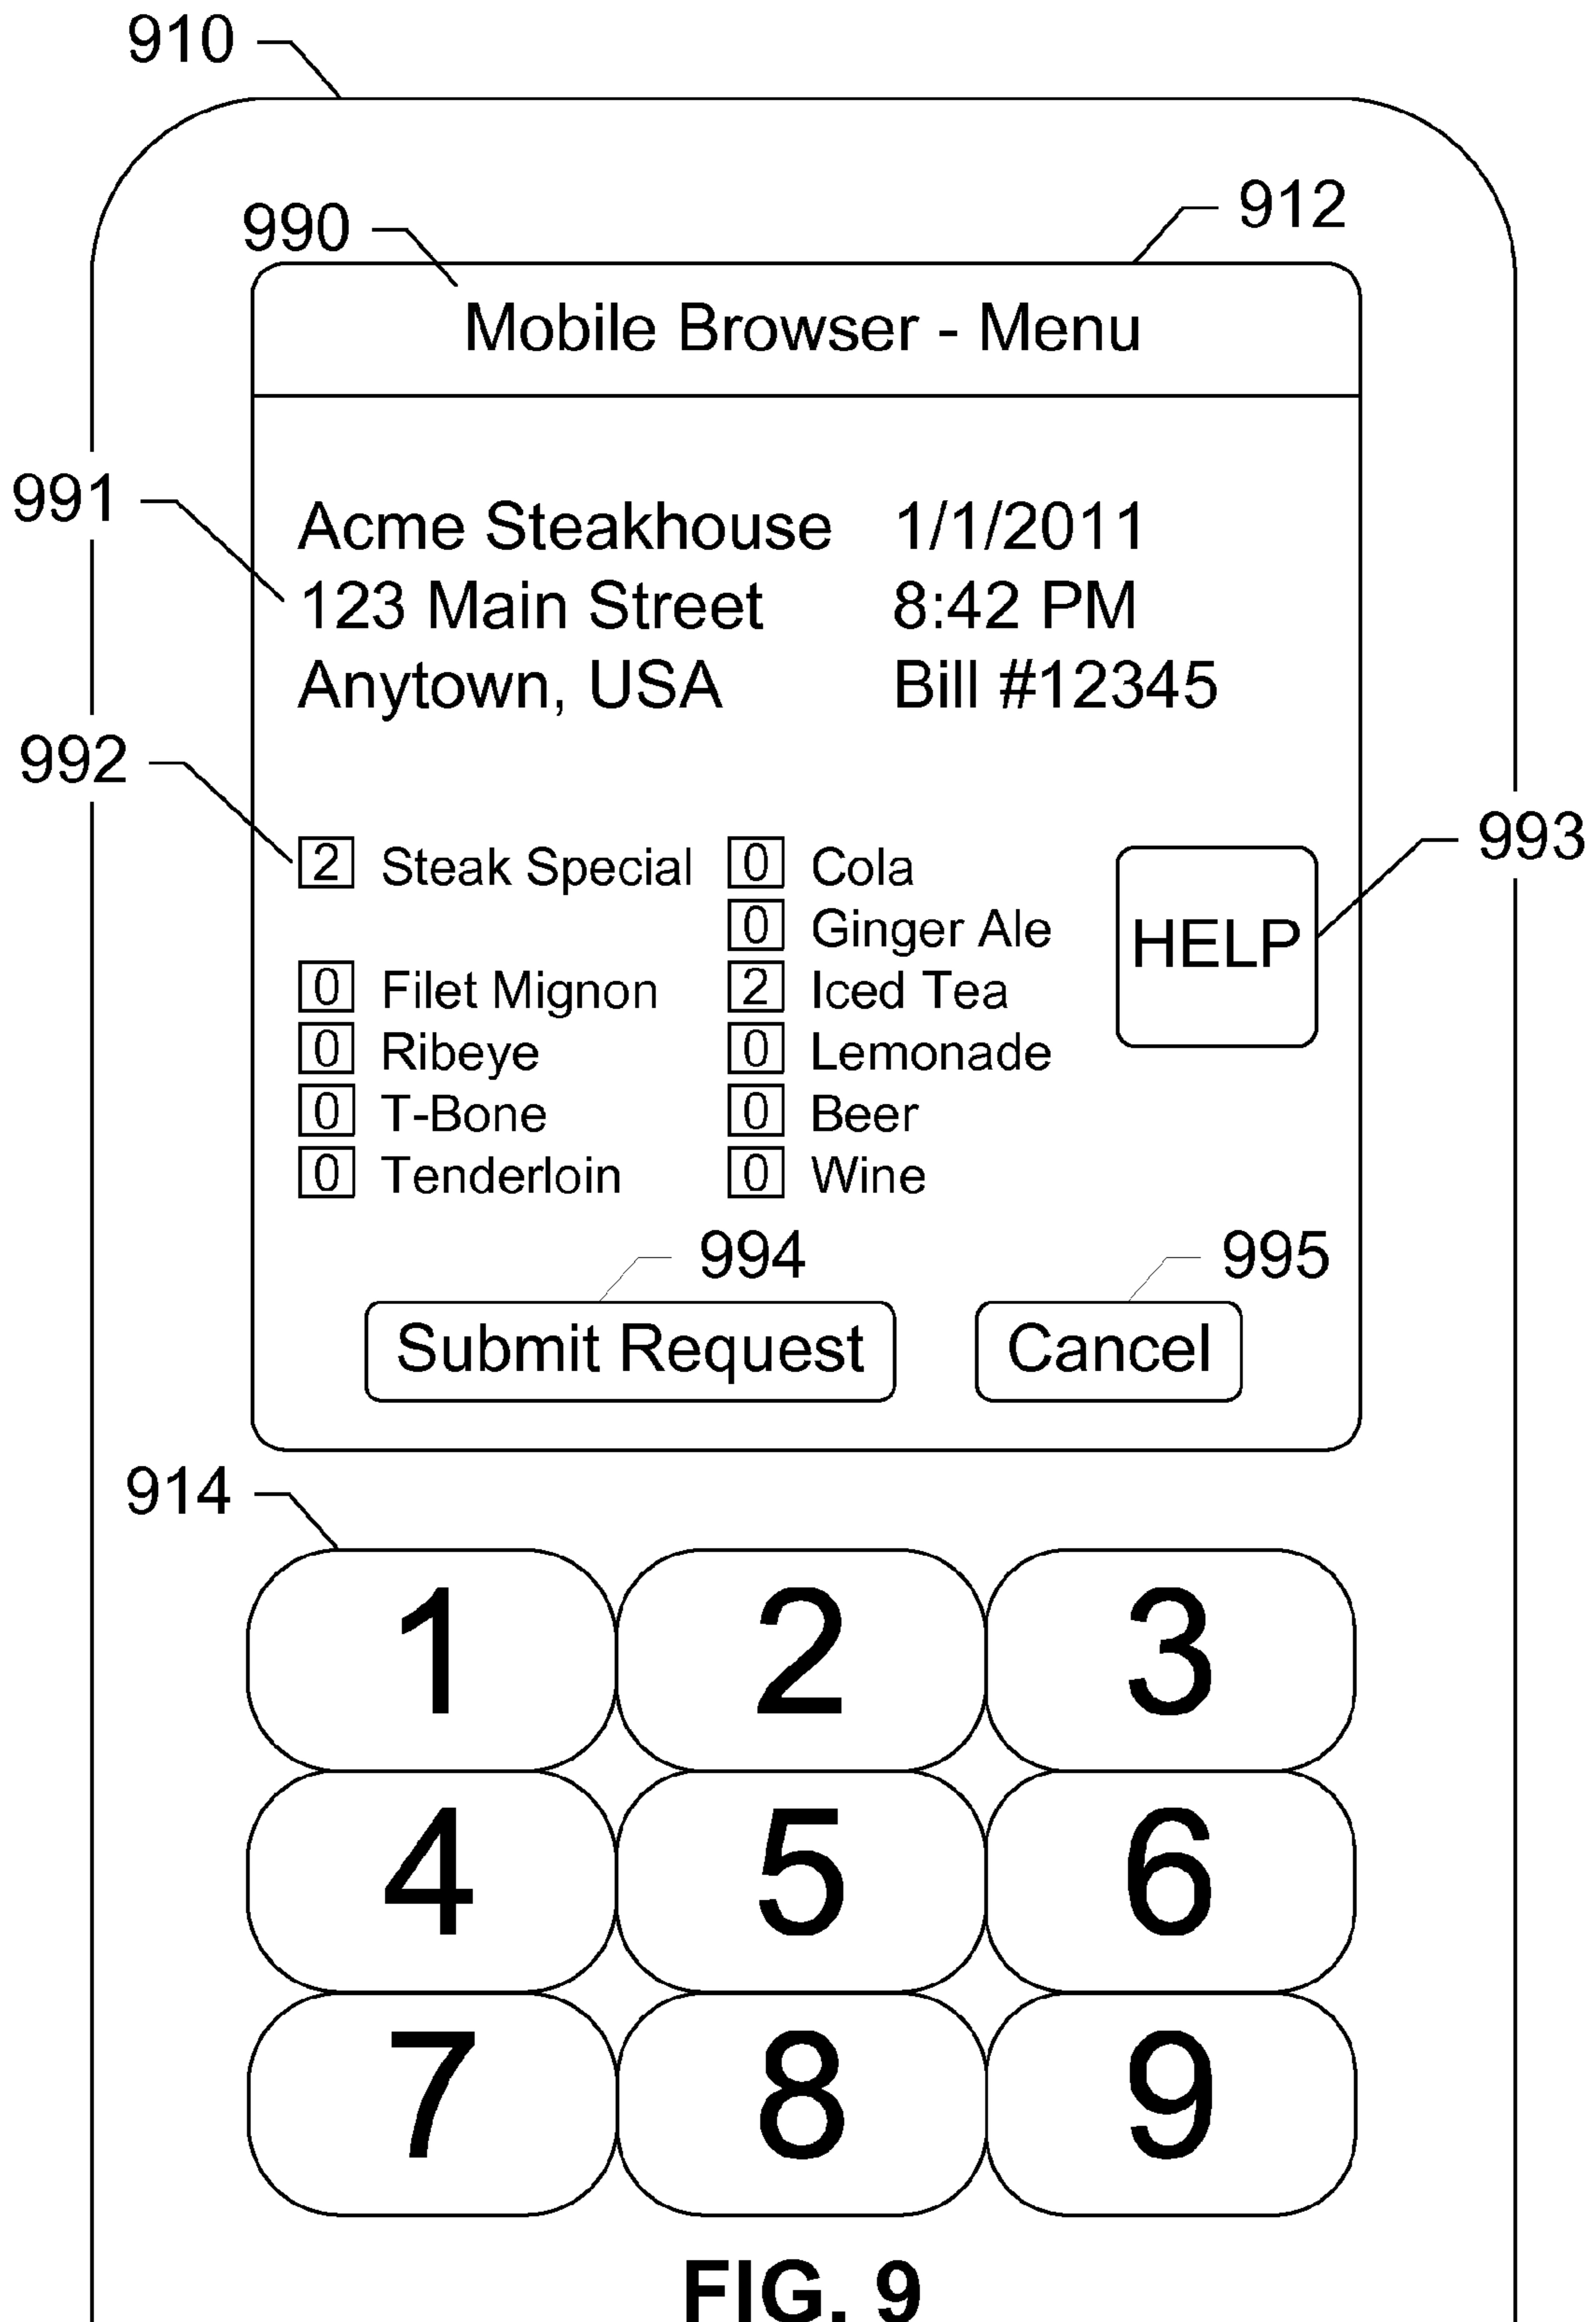 910
912
990
Mobile Browser - Menu
991
Acme Steakhouse 1/1/2011
123 Main Street 8:42 PM
Anytown, USA Bill #12345
992
993
2 Steak Special 0 Cola
0 Ginger Ale
HELP
0 Filet Mignon 2 Iced Tea
0 Ribeye 0 Lemonade
0 T-Bone 0 Beer
0 Tenderloin 0 Wine
994 995
Submit Request Cancel
914
1 2 3
4 5 6
7 8 9
FIG. 9